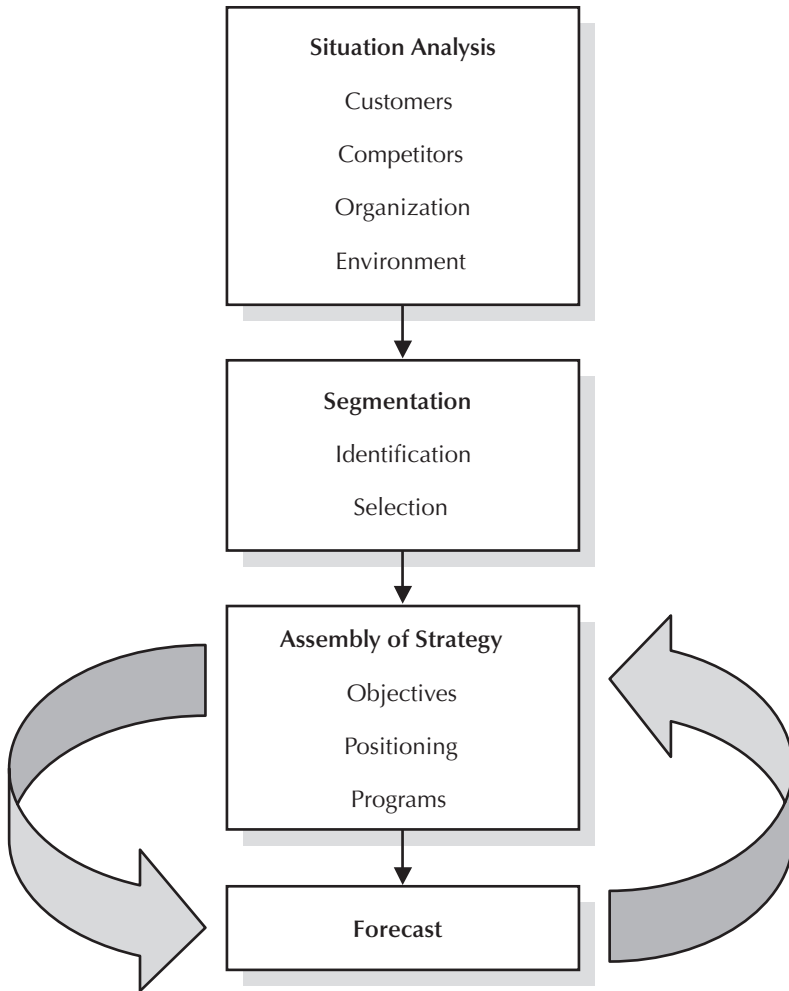 Situation Analysis
Customers
Competitors
Organization
Environment
Segmentation
Identification
Selection
Assembly of Strategy
Objectives
Positioning
Programs
Forecast